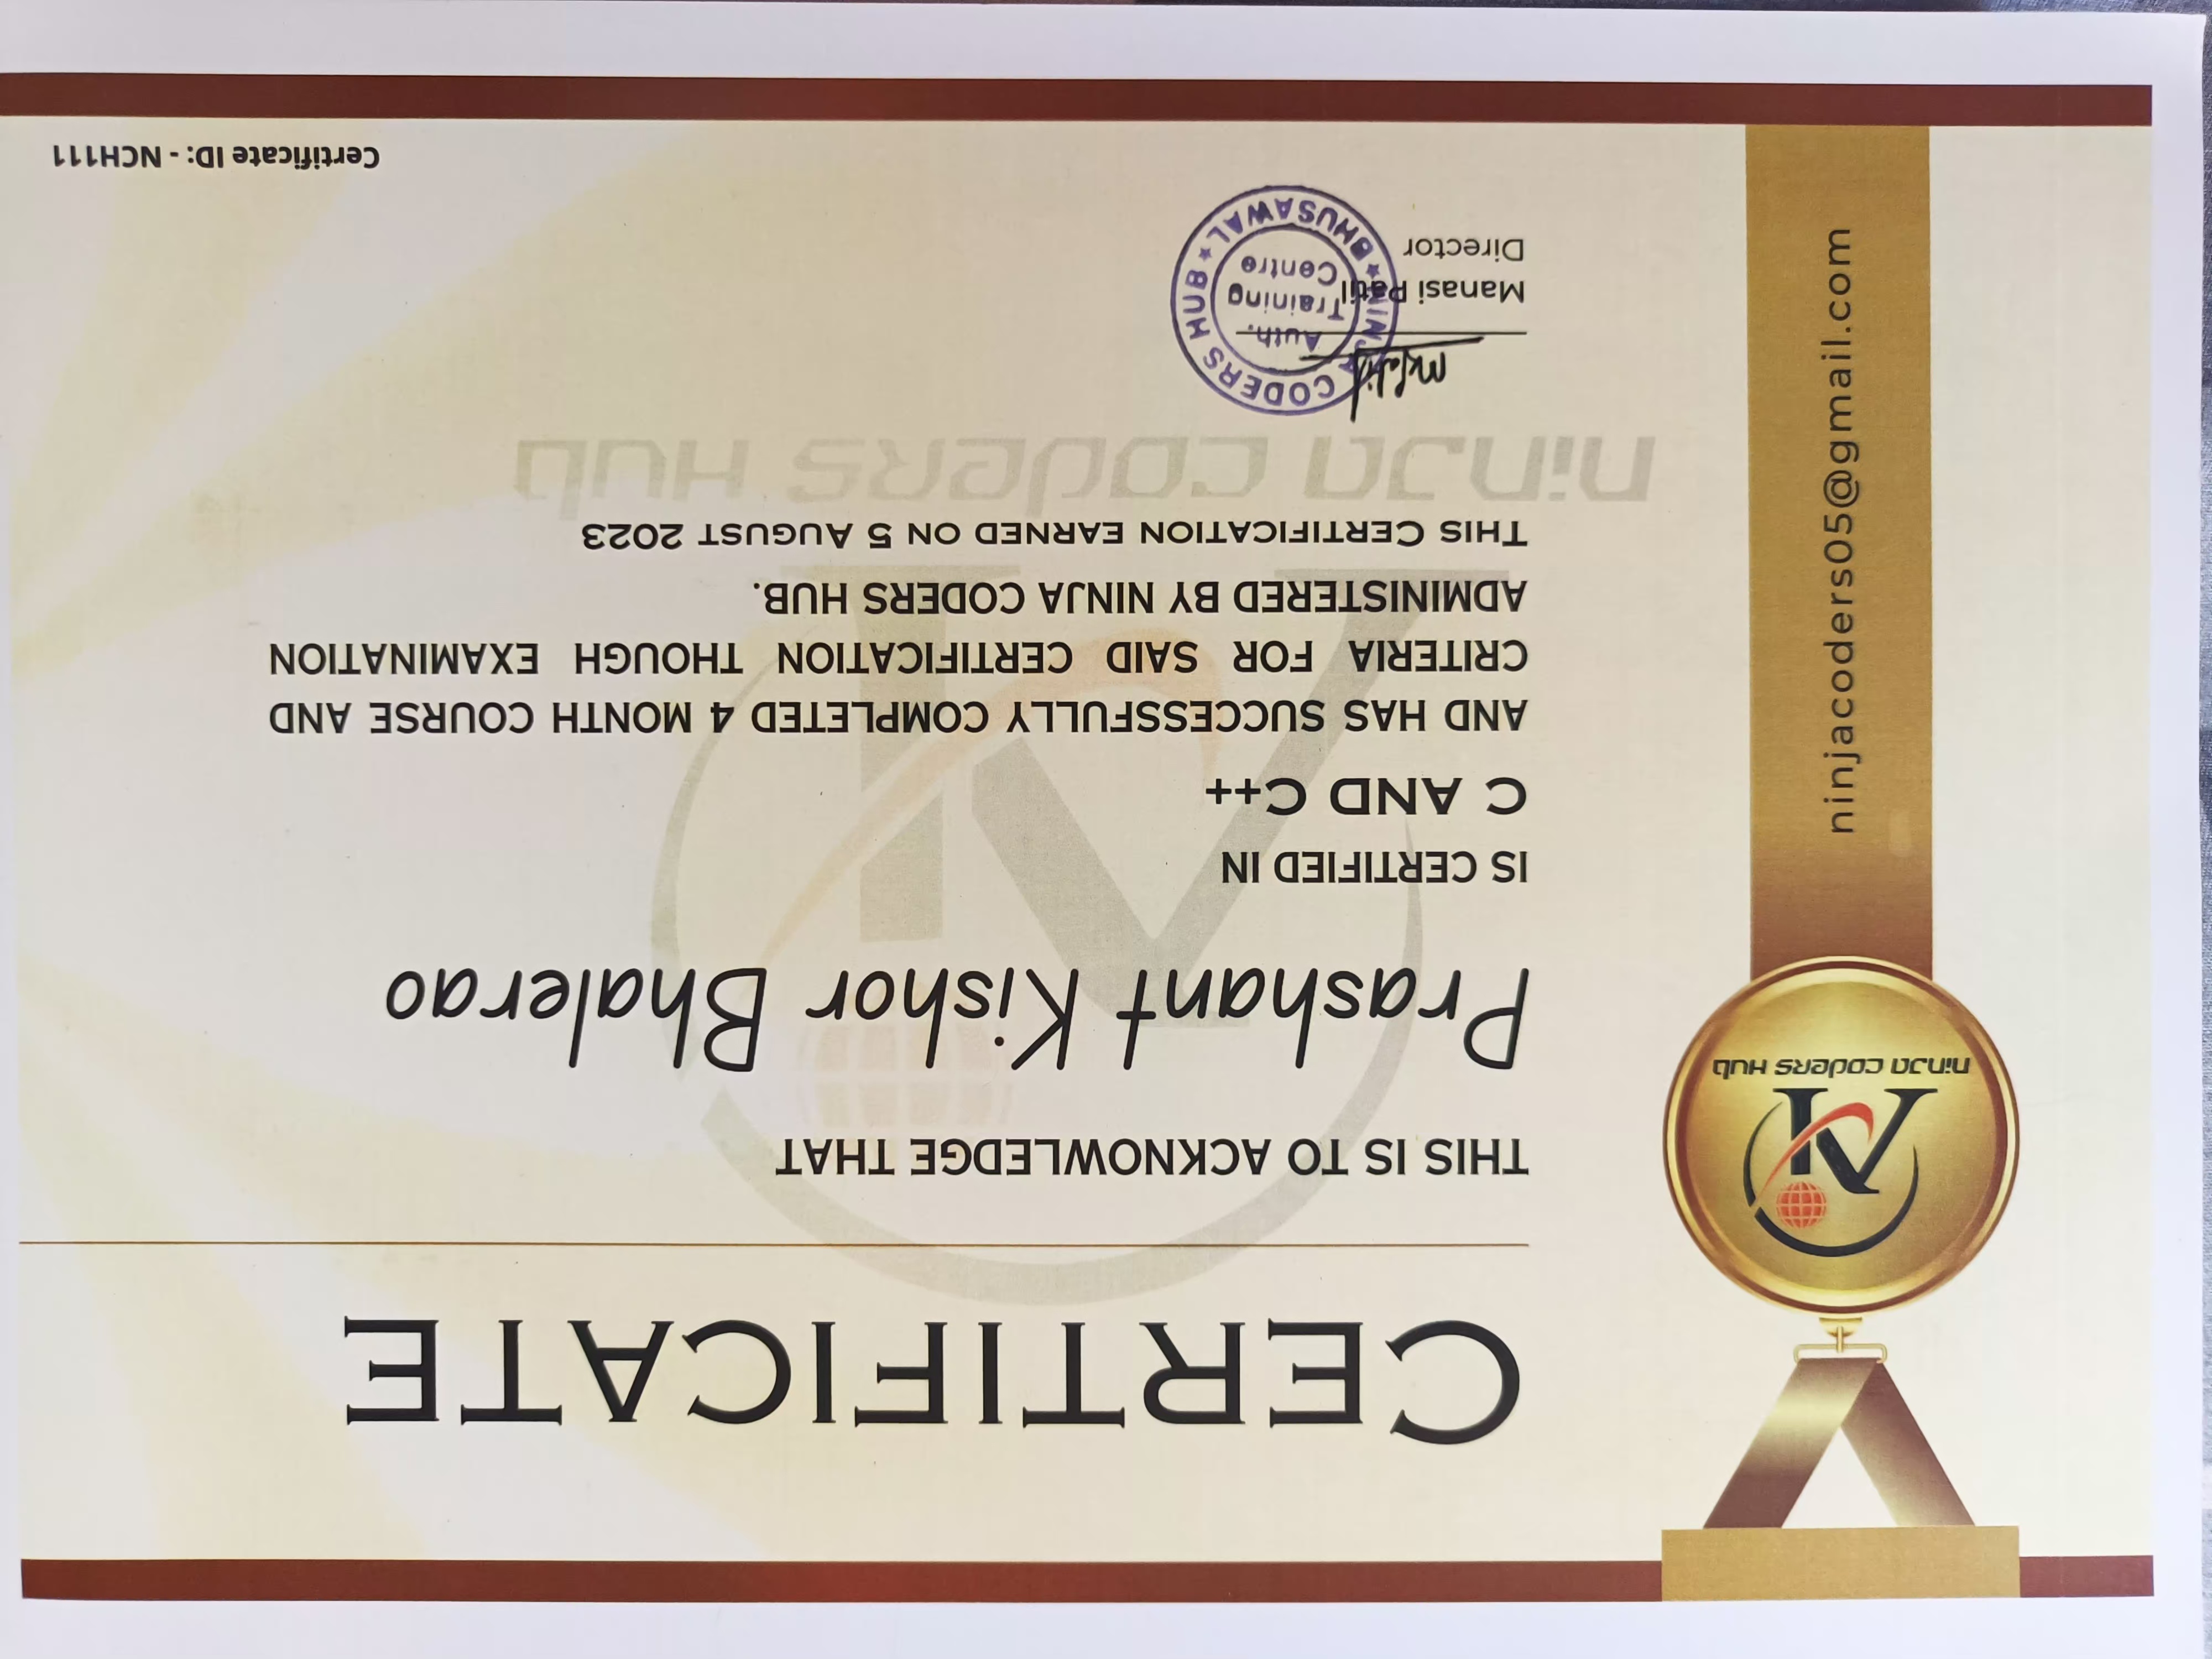 CERTIFICATE
ninja coders Hub
THIS IS TO ACKNOWLEDGE THAT
Prashant Kishor Bhalerao
IS CERTIFIED IN
C AND C++
AND HAS SUCCESSFULLY COMPLETED 4 MONTH COURSE AND
CRITERIA FOR SAID CERTIFICATION THOUGH EXAMINATION
ADMINISTERED BY NINJA CODERS HUB.
THIS CERTIFICATION EARNED ON 5 AUGUST 2023
ninja coders Hub
ninjacoders05@gmail.com
MKPatil
Manasi Patil
Director
NINJA CODERS HUB
Auth.
Training
Centre
★ BHUSAWAL ★
Certificate ID: - NCH111